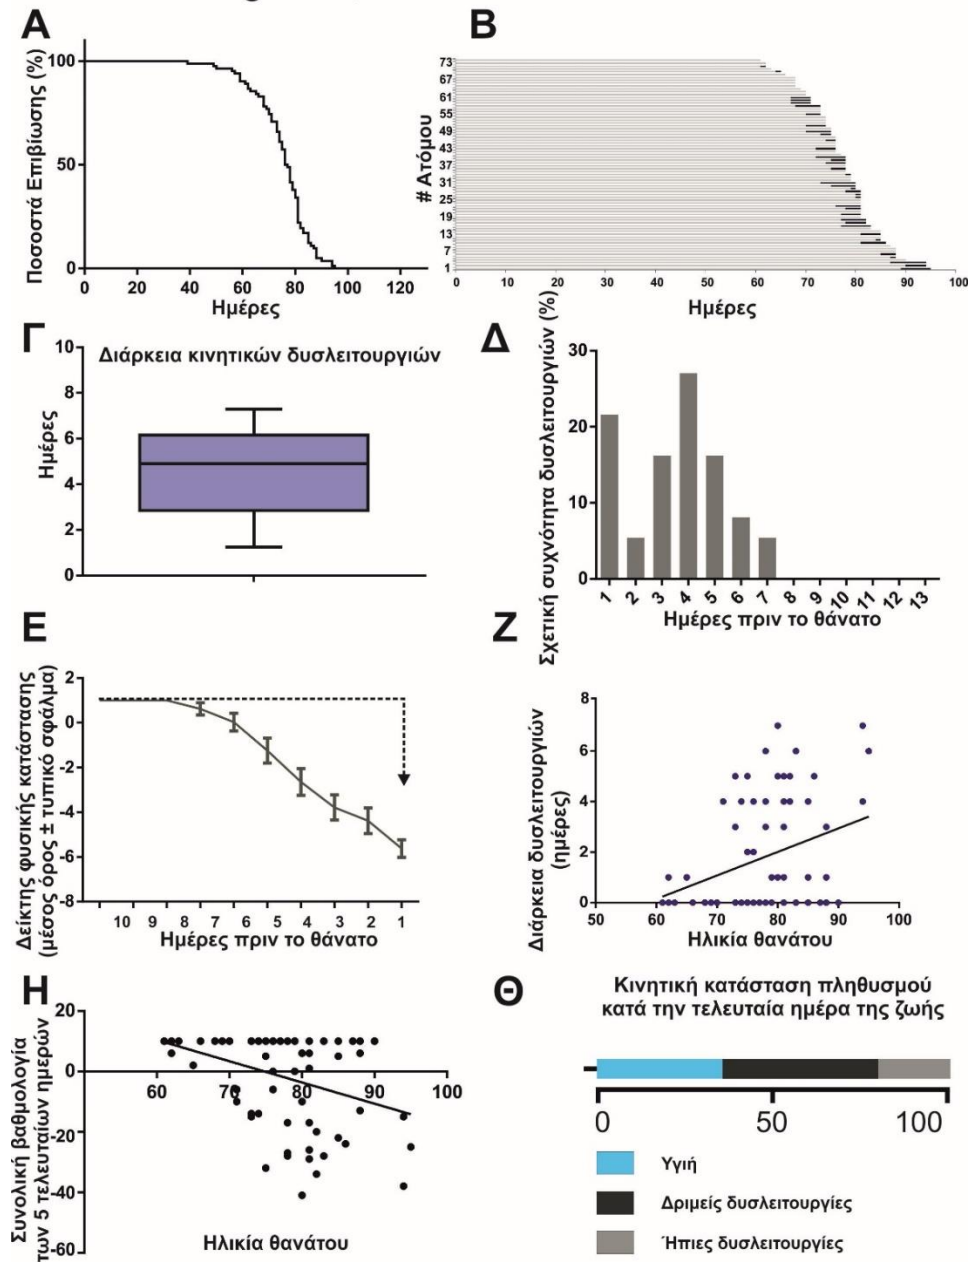 Α
Ποσοστά Επιβίωσης (%)
100
50
0
0 20 40 60 80 100 120
Ημέρες
Β
# Ατόμου
73
67
61
55
49
43
37
31
25
19
13
7
1
0 10 20 30 40 50 60 70 80 90 100
Ημέρες
Γ
Διάρκεια κινητικών δυσλειτουργιών
Ημέρες
10
8
6
4
2
0
Δ
Σχετική συχνότητα δυσλειτουργιών (%)
30
20
10
0
1 2 3 4 5 6 7 8 9 10 11 12 13
Ημέρες πριν το θάνατο
Ε
Δείκτης φυσικής κατάστασης
(μέσος όρος ± τυπικό σφάλμα)
2
0
-2
-4
-6
-8
10 9 8 7 6 5 4 3 2 1
Ημέρες πριν το θάνατο
Ζ
Διάρκεια δυσλειτουργιών
(ημέρες)
8
6
4
2
0
50 60 70 80 90 100
Ηλικία θανάτου
Η
Συνολική βαθμολογία
των 5 τελευταίων ημερών
20
0
-20
-40
-60
60 70 80 90 100
Ηλικία θανάτου
Θ
Κινητική κατάσταση πληθυσμού
κατά την τελευταία ημέρα της ζωής
0 50 100
Υγιή
Δριμείς δυσλειτουργίες
Ήπιες δυσλειτουργίες